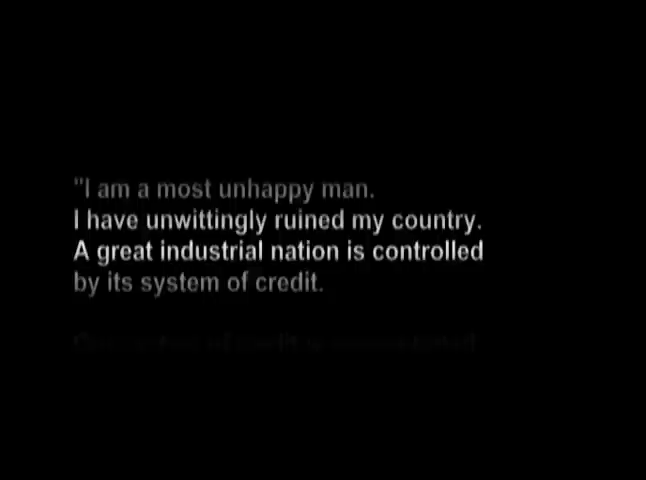 "I am a most unhappy man.
I have unwittingly ruined my country.
A great industrial nation is controlled
by its system of credit.